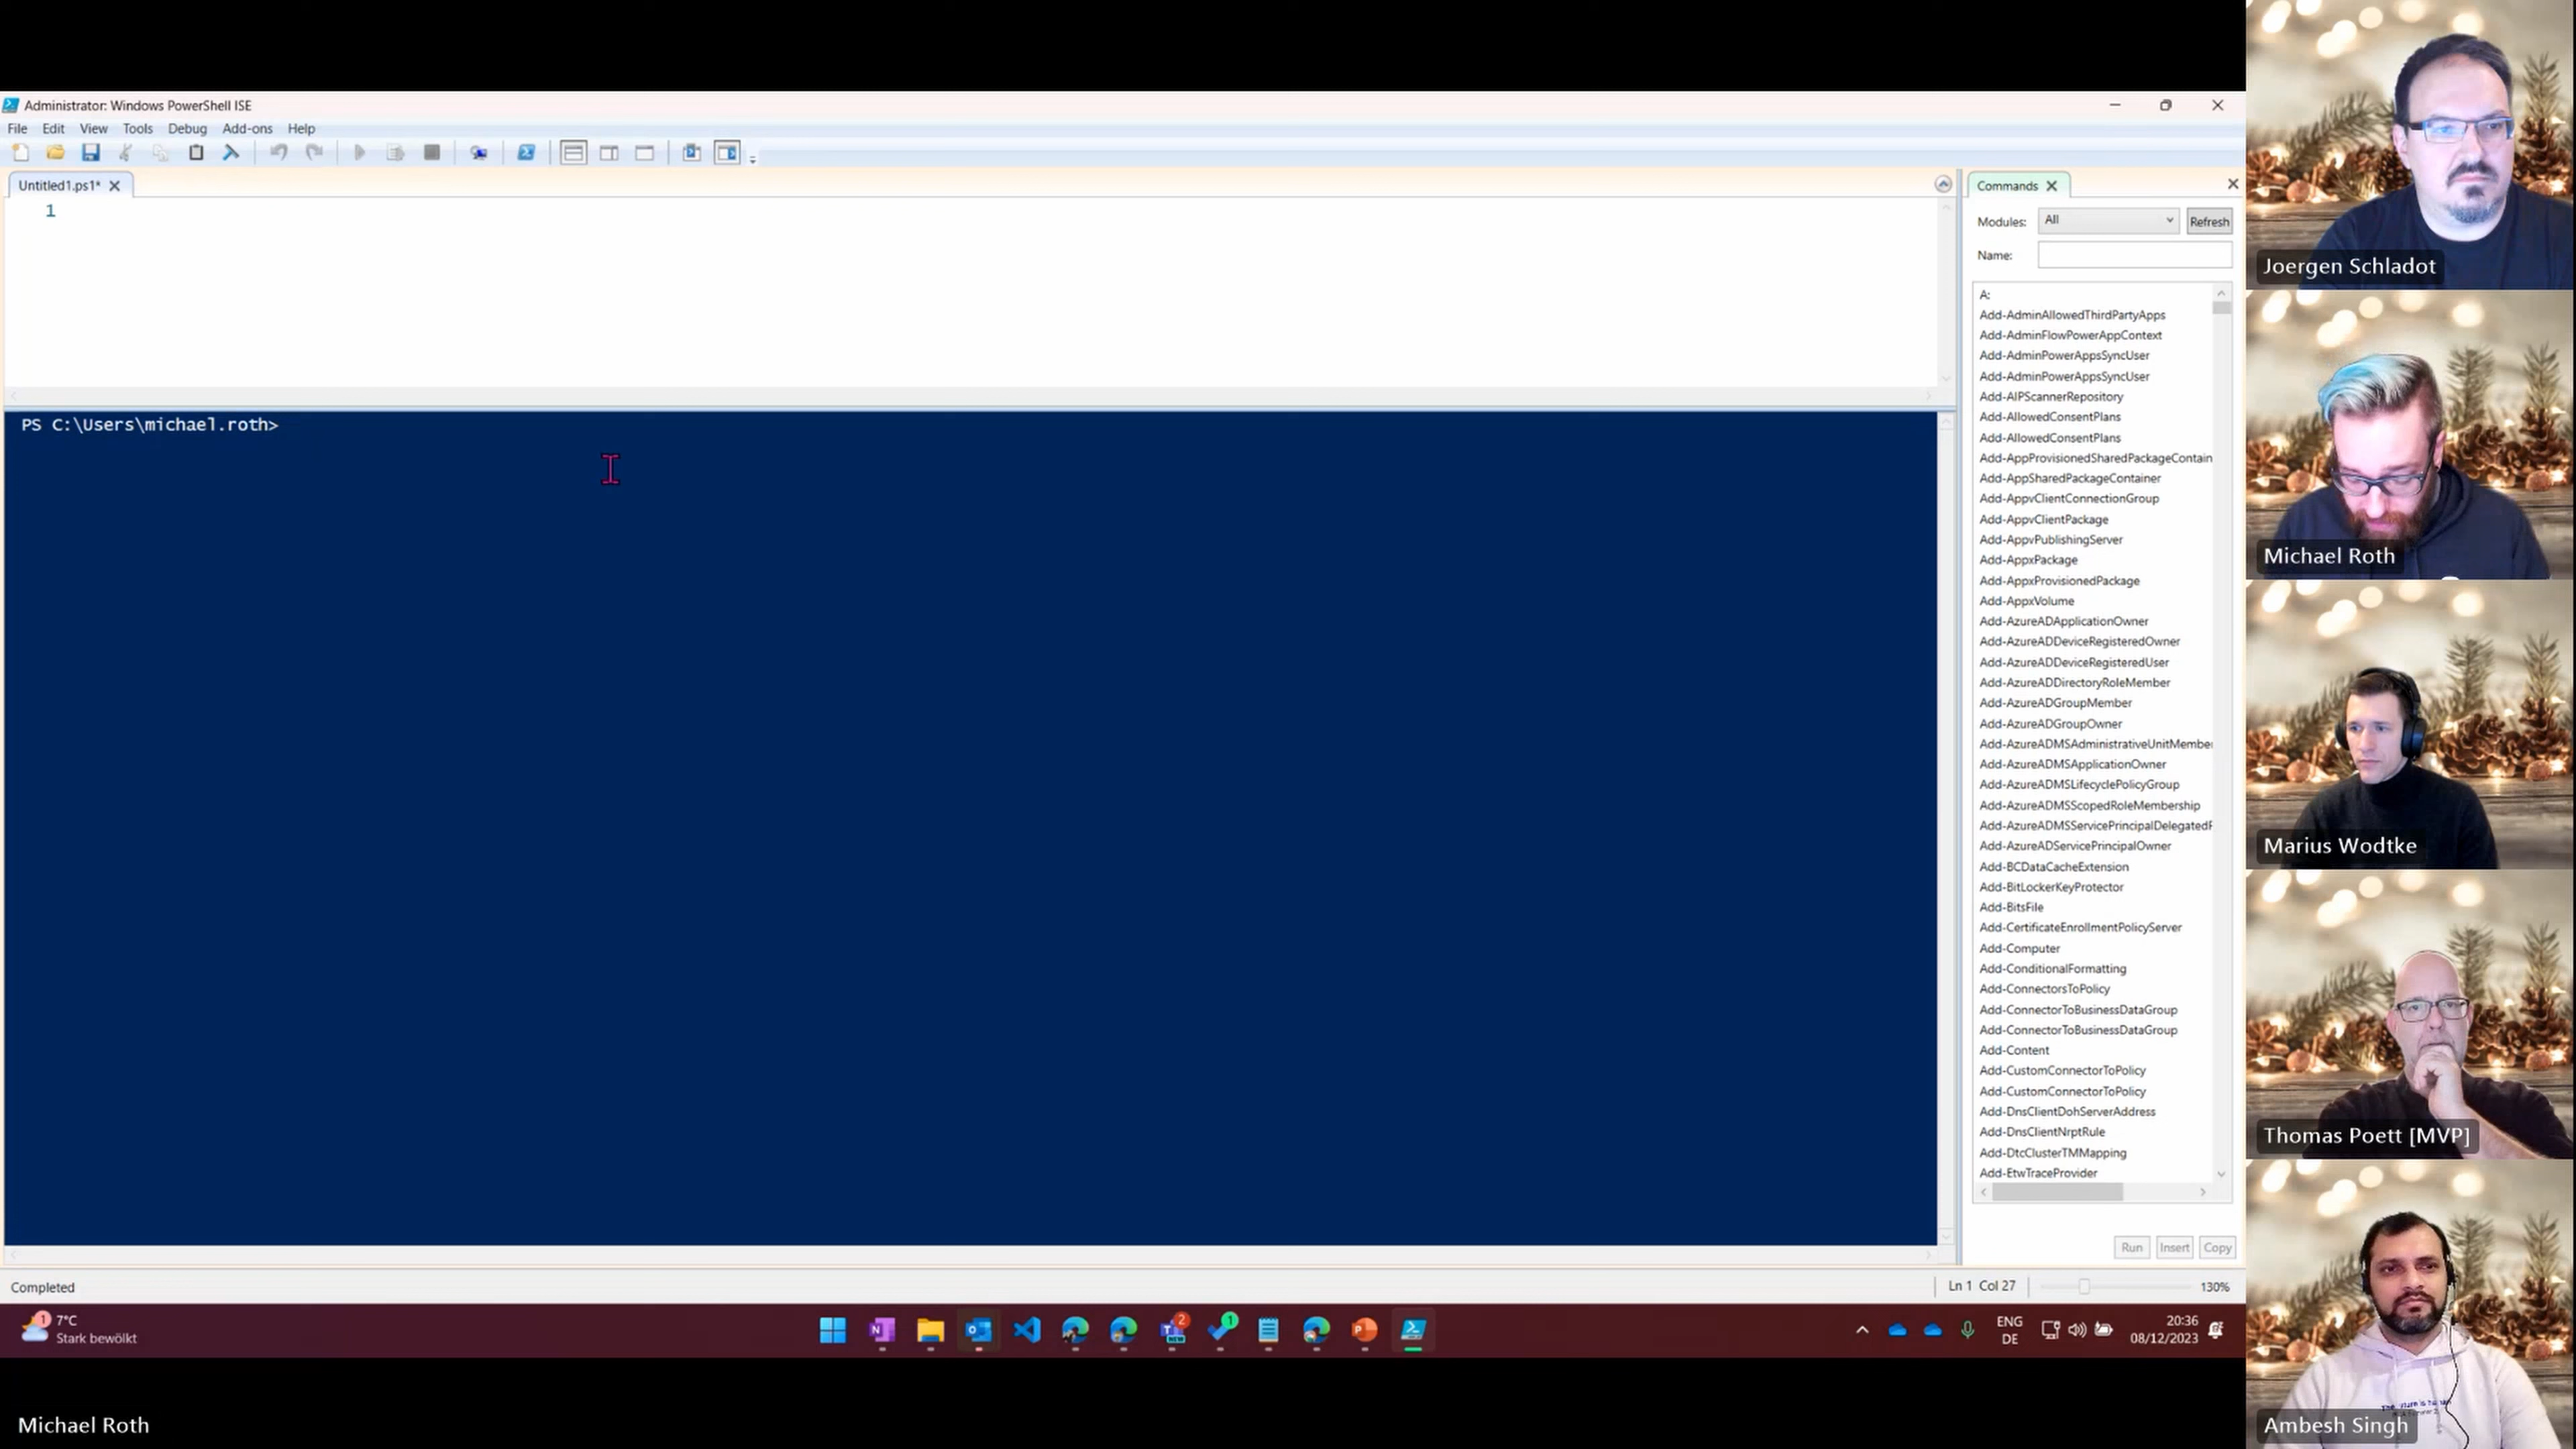 Administrator: Windows PowerShell ISE
File Edit View Tools Debug Add-ons Help
Untitled1.ps1*
1
PS C:\Users\michael.roth>
Commands
Modules: All Refresh
Name:
A:
Add-AdminAllowedThirdPartyApps
Add-AdminFlowPowerAppContext
Add-AdminPowerAppsSyncUser
Add-AdminPowerAppsSyncUser
Add-AIPScannerRepository
Add-AllowedConsentPlans
Add-AllowedConsentPlans
Add-AppProvisionedSharedPackageContain
Add-AppSharedPackageContainer
Add-AppvClientConnectionGroup
Add-AppvClientPackage
Add-AppvPublishingServer
Add-AppxPackage
Add-AppxProvisionedPackage
Add-AppxVolume
Add-AzureADApplicationOwner
Add-AzureADDeviceRegisteredOwner
Add-AzureADDeviceRegisteredUser
Add-AzureADDirectoryRoleMember
Add-AzureADGroupMember
Add-AzureADGroupOwner
Add-AzureADMSAdministrativeUnitMember
Add-AzureADMSApplicationOwner
Add-AzureADMSLifecyclePolicyGroup
Add-AzureADMSScopedRoleMembership
Add-AzureADMSServicePrincipalDelegatedF
Add-AzureADServicePrincipalOwner
Add-BCDataCacheExtension
Add-BitLockerKeyProtector
Add-BitsFile
Add-CertificateEnrollmentPolicyServer
Add-Computer
Add-ConditionalFormatting
Add-ConnectorsToPolicy
Add-ConnectorToBusinessDataGroup
Add-ConnectorToBusinessDataGroup
Add-Content
Add-CustomConnectorToPolicy
Add-CustomConnectorToPolicy
Add-DnsClientDohServerAddress
Add-DnsClientNrptRule
Add-DtcClusterTMMapping
Add-EtwTraceProvider
Run Insert Copy
Completed
Ln 1 Col 27
130%
1
7°C
Stark bewölkt
2
NEW
1
ENG
DE
20:36
08/12/2023
Michael Roth
Joergen Schladot
Michael Roth
Marius Wodtke
Thomas Poett [MVP]
Ambesh Singh